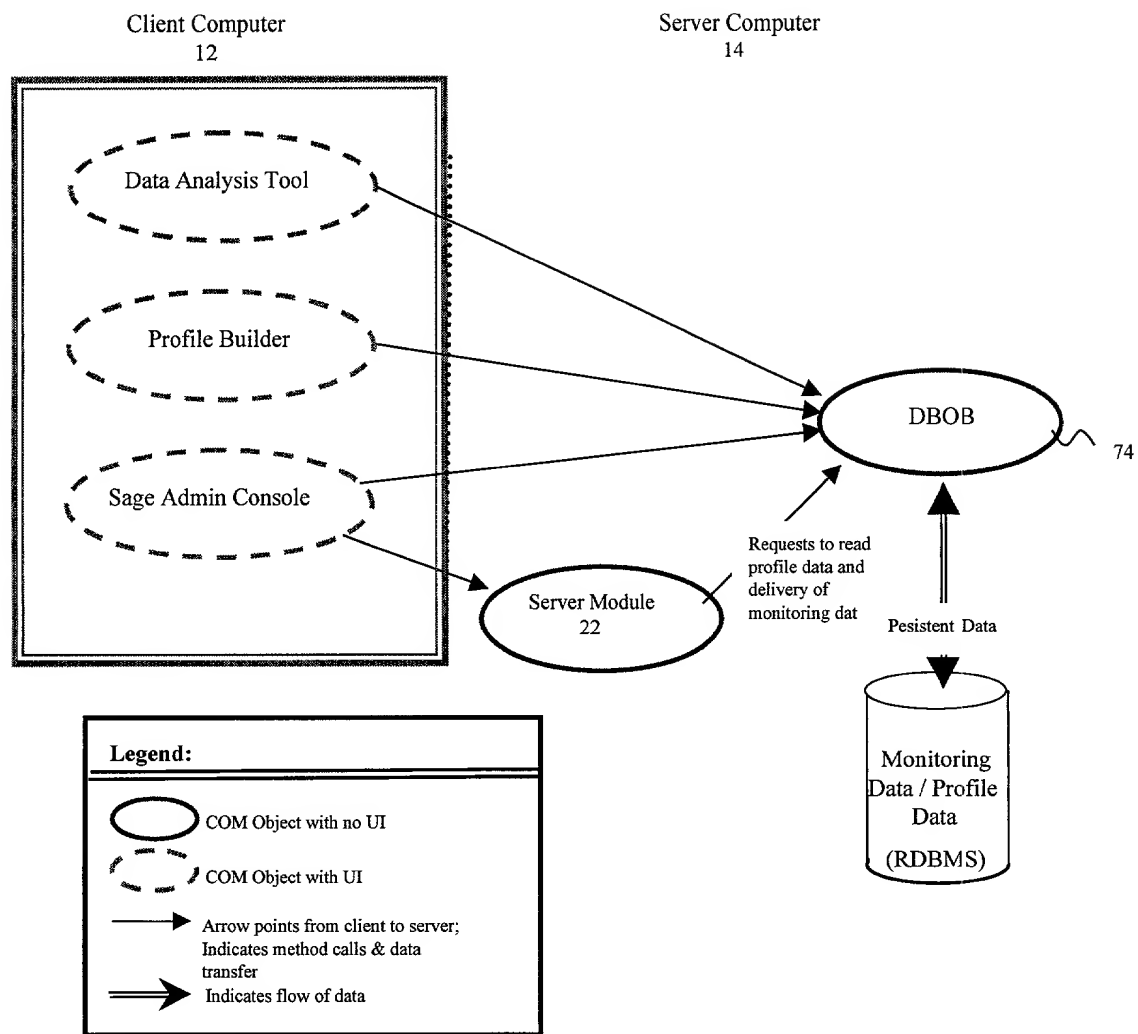 Client Computer
12
Server Computer
14
Data Analysis Tool
Profile Builder
Sage Admin Console
DBOB
74
Server Module
22
Requests to read
profile data and
delivery of
monitoring dat
Pesistent Data
Monitoring
Data / Profile
Data
(RDBMS)
Legend:
COM Object with no UI
COM Object with UI
Arrow points from client to server;
Indicates method calls & data
transfer
Indicates flow of data